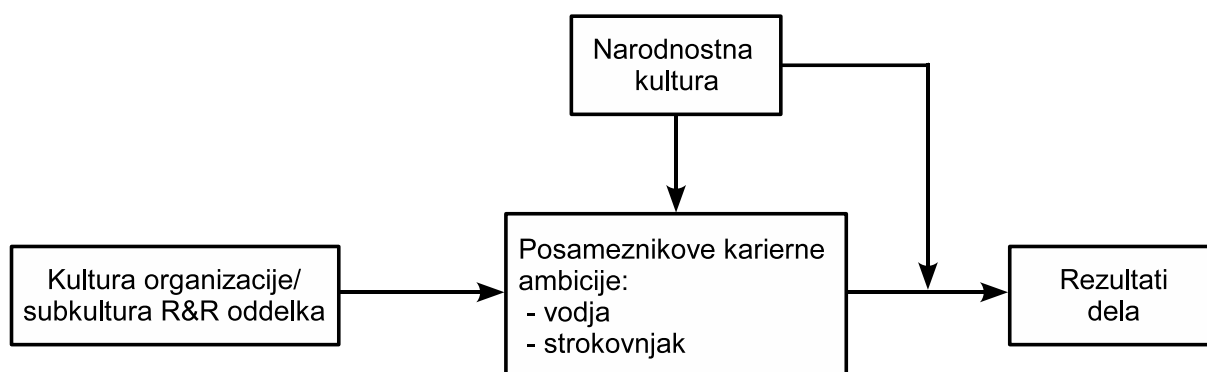 Narodnostna
kultura
Kultura organizacije/
subkultura R&R oddelka
Posameznikove karierne
ambicije:
- vodja
- strokovnjak
Rezultati
dela